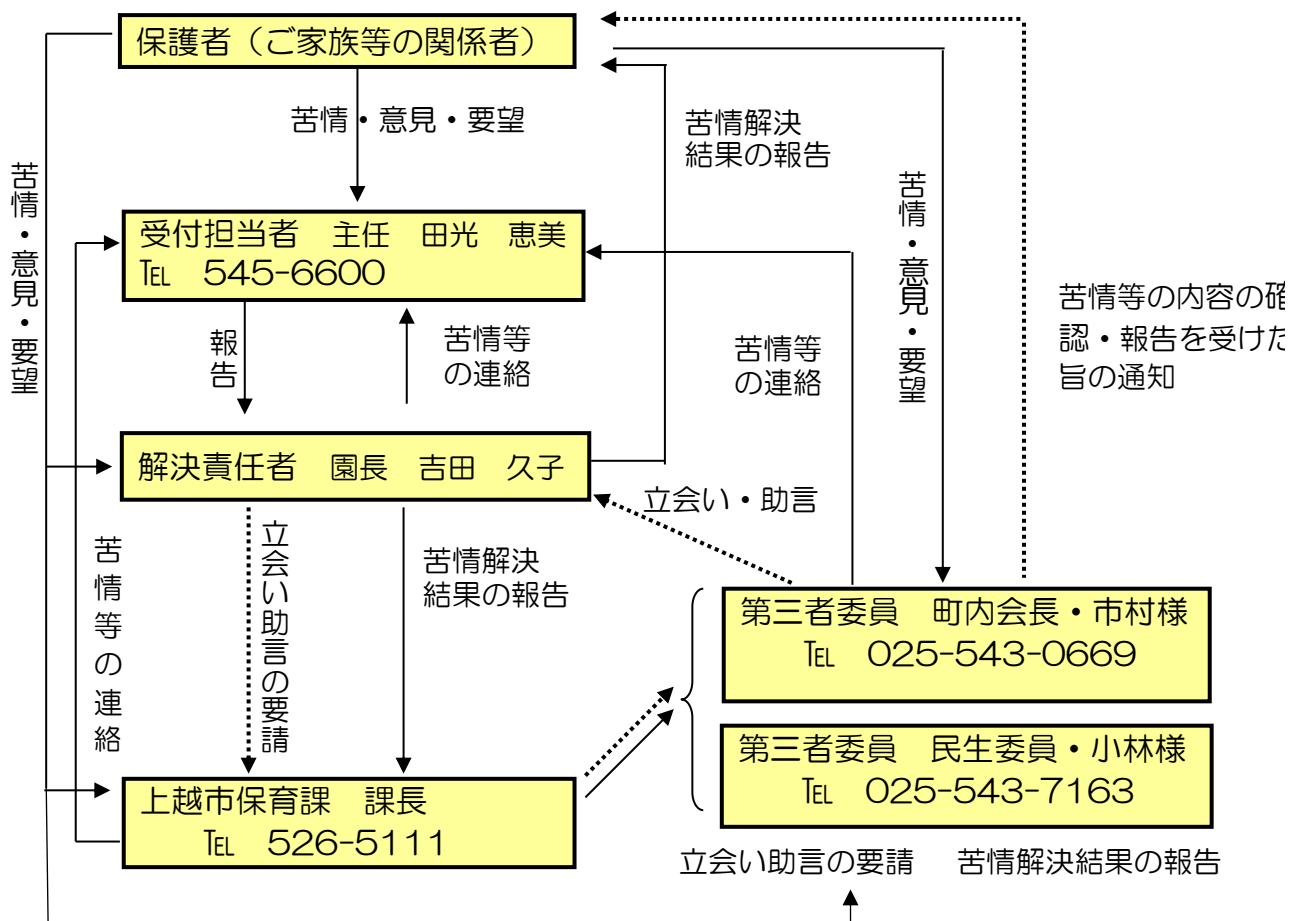 保護者（ご家族等の関係者）
苦情・意見・要望
苦情解決
結果の報告
苦情・意見・要望
苦情・意見・要望
受付担当者　主任　田光　恵美
℡　545-6600
苦情等の内容の確
認・報告を受けた
旨の通知
報告
苦情等
の連絡
苦情等
の連絡
解決責任者　園長　吉田　久子
立会い・助言
苦情等の連絡
立会い助言の要請
苦情解決
結果の報告
第三者委員　町内会長・市村様
℡　025-543-0669
第三者委員　民生委員・小林様
℡　025-543-7163
上越市保育課　課長
℡　526-5111
立会い助言の要請　苦情解決結果の報告